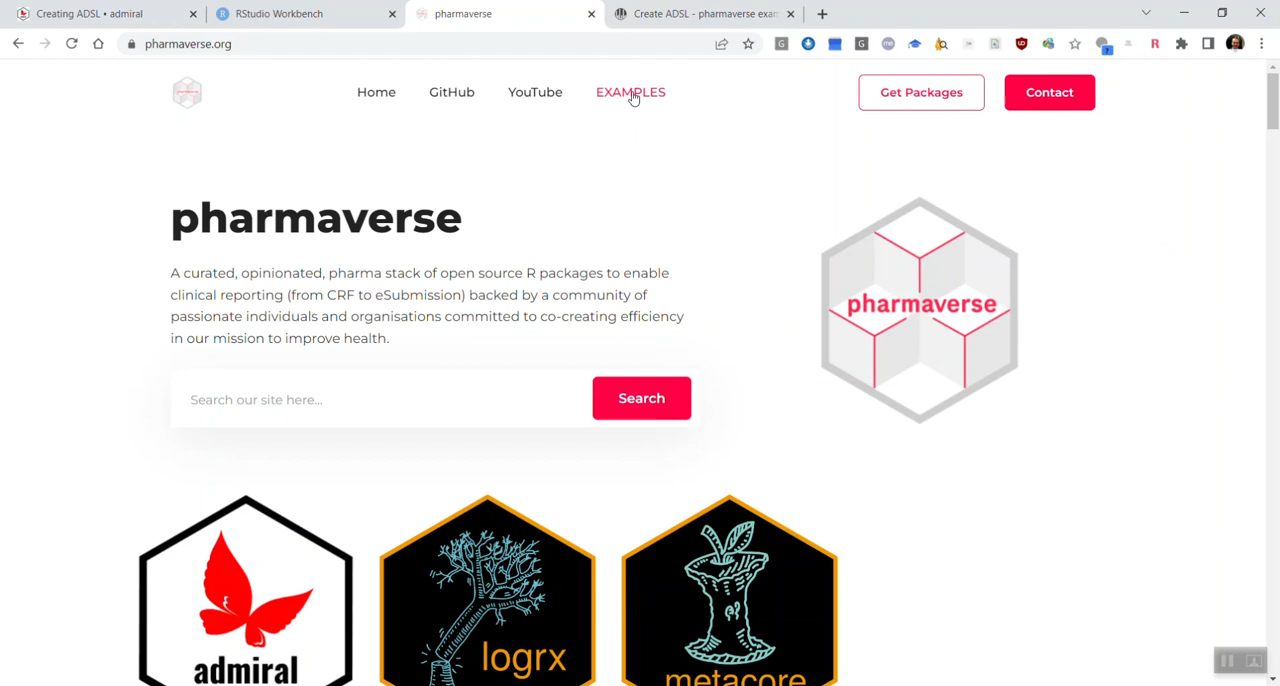 Creating ADSL • admiral
RStudio Workbench
pharmaverse
Create ADSL - pharmaverse exam
pharmaverse.org
Home
GitHub
YouTube
EXAMPLES
Get Packages
Contact
pharmaverse
A curated, opinionated, pharma stack of open source R packages to enable
clinical reporting (from CRF to eSubmission) backed by a community of
passionate individuals and organisations committed to co-creating efficiency
in our mission to improve health.
Search our site here...
Search
pharmaverse
admiral
logrx
metacore